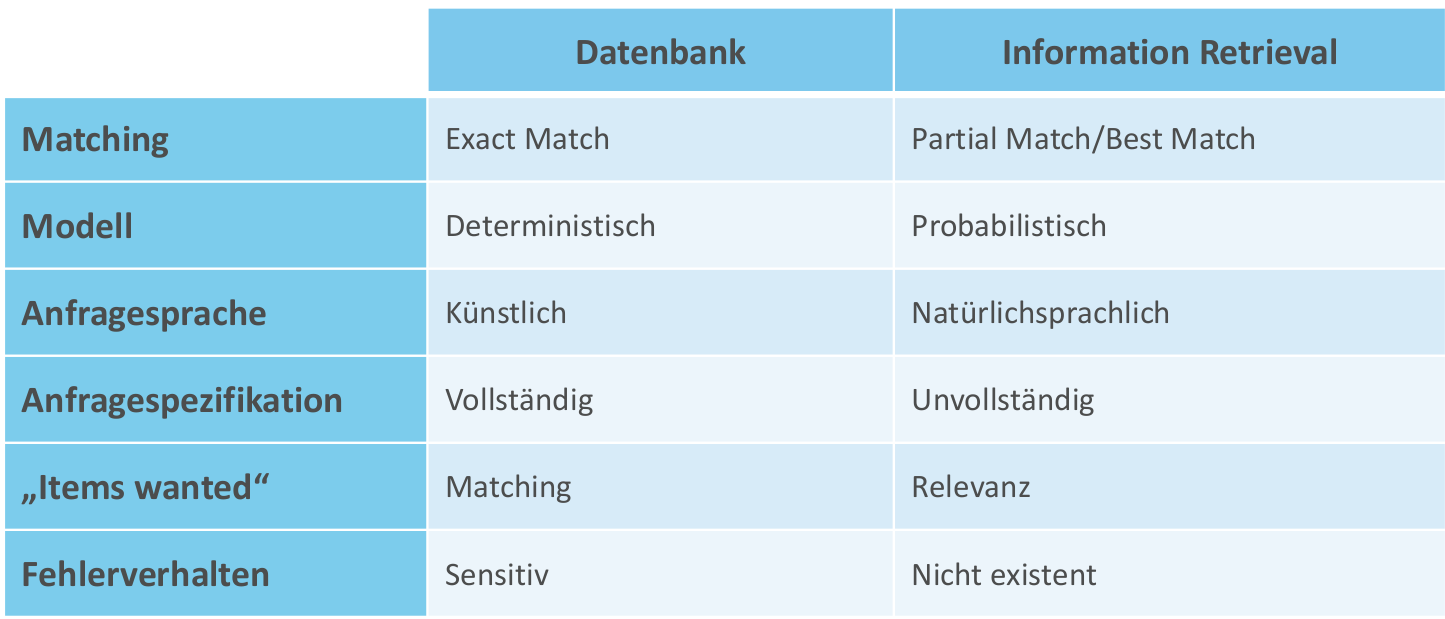 Datenbank Information Retrieval
Matching Exact Match Partial Match/Best Match
Modell Deterministisch Probabilistisch
Anfragesprache Künstlich Natürlichsprachlich
Anfragespezifikation Vollständig Unvollständig
„Items wanted“ Matching Relevanz
Fehlerverhalten Sensitiv Nicht existent